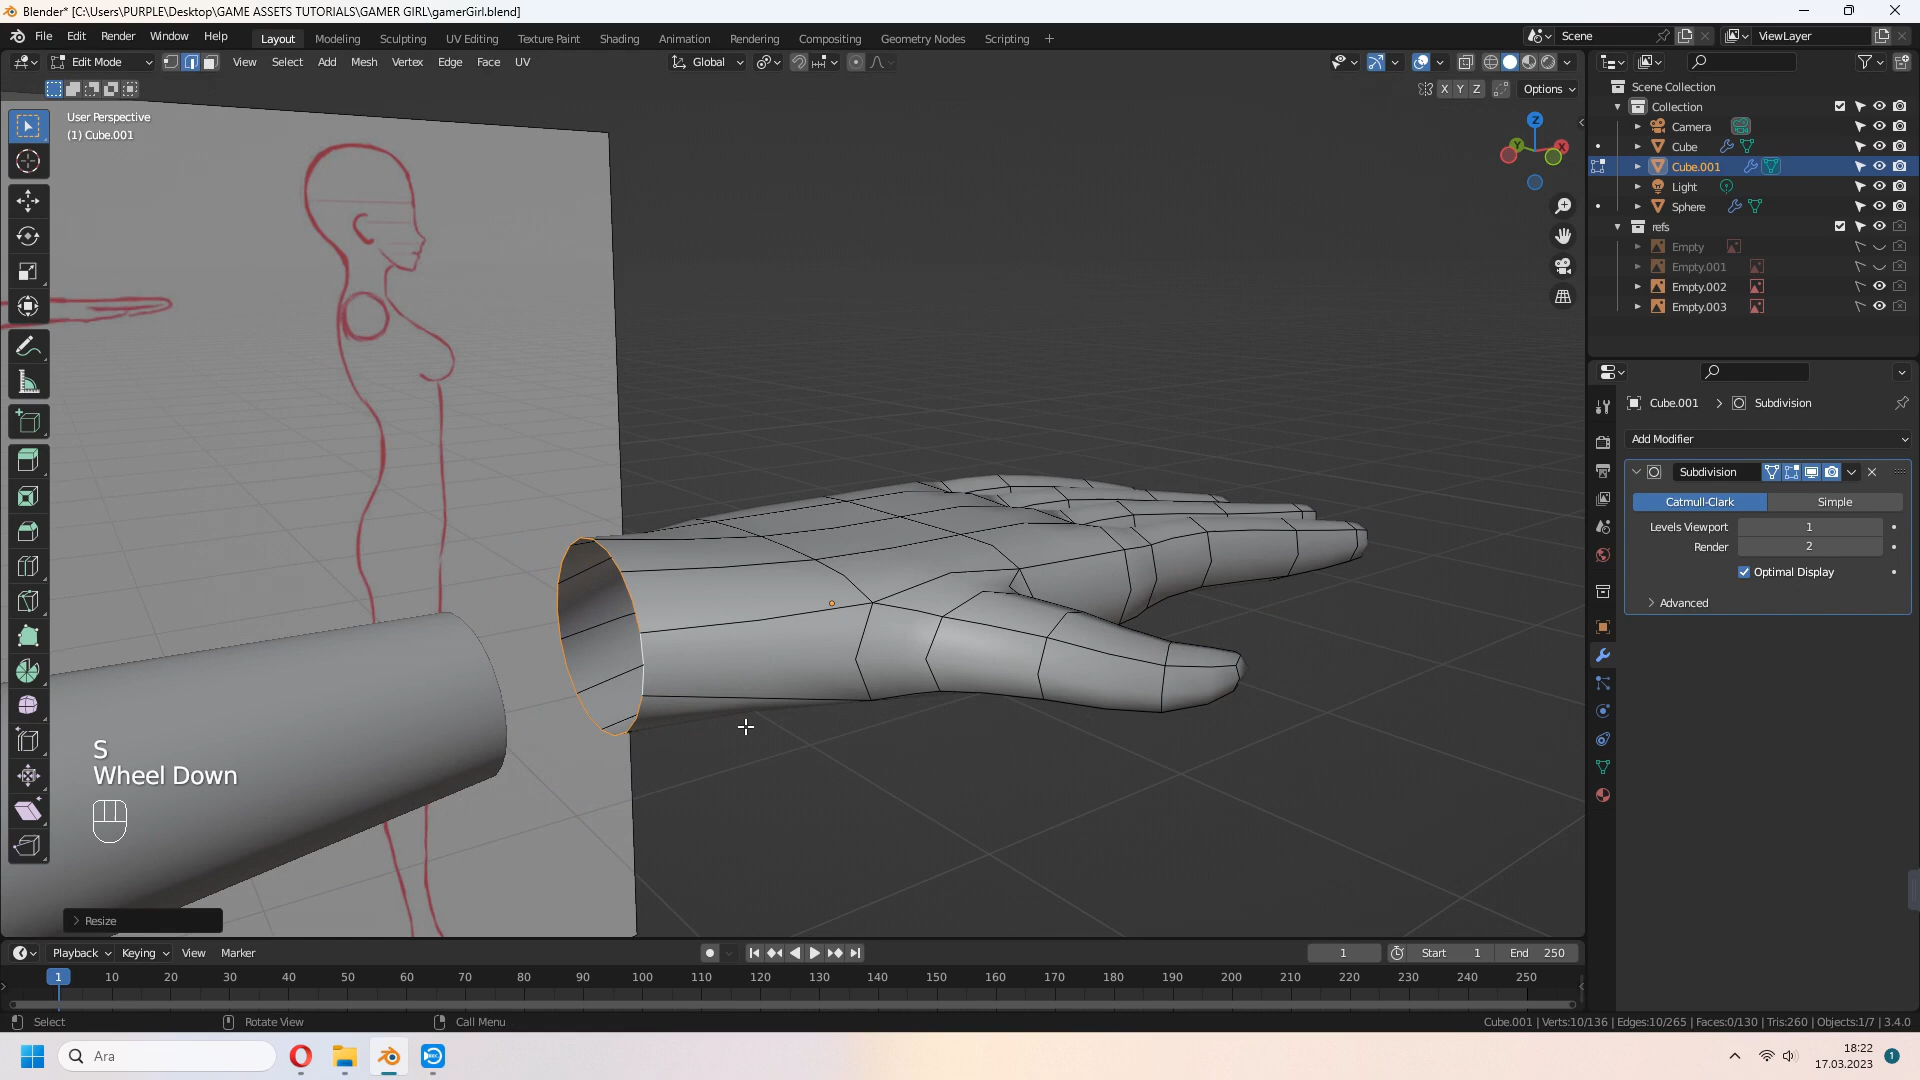 Blender* [C:\Users\PURPLE\Desktop\GAME ASSETS TUTORIALS\GAMER GIRL\gamerGirl.blend]
File Edit Render Window Help
Layout Modeling Sculpting UV Editing Texture Paint Shading Animation Rendering Compositing Geometry Nodes Scripting +
Scene
ViewLayer
Edit Mode View Select Add Mesh Vertex Edge Face UV
Global
X Y Z Options
User Perspective
(1) Cube.001
Z
Y
X
Scene Collection
Collection
Camera
Cube
Cube.001
Light
Sphere
refs
Empty
Empty.001
Empty.002
Empty.003
Cube.001 > Subdivision
Add Modifier
Subdivision
Catmull-Clark Simple
Levels Viewport 1
Render 2
Optimal Display
Advanced
S
Wheel Down
Resize
Playback Keying View Marker
1 Start 1 End 250
1 10 20 30 40 50 60 70 80 90 100 110 120 130 140 150 160 170 180 190 200 210 220 230 240 250
Select Rotate View Call Menu
Cube.001 | Verts:10/136 | Edges:10/265 | Faces:0/130 | Tris:260 | Objects:1/7 | 3.4.0
Ara
REC
18:22
17.03.2023
1